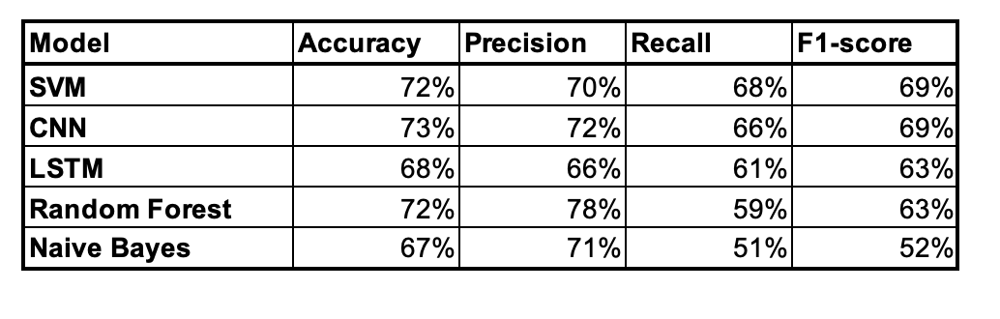 Model Accuracy Precision Recall F1-score
SVM 72% 70% 68% 69%
CNN 73% 72% 66% 69%
LSTM 68% 66% 61% 63%
Random Forest 72% 78% 59% 63%
Naive Bayes 67% 71% 51% 52%